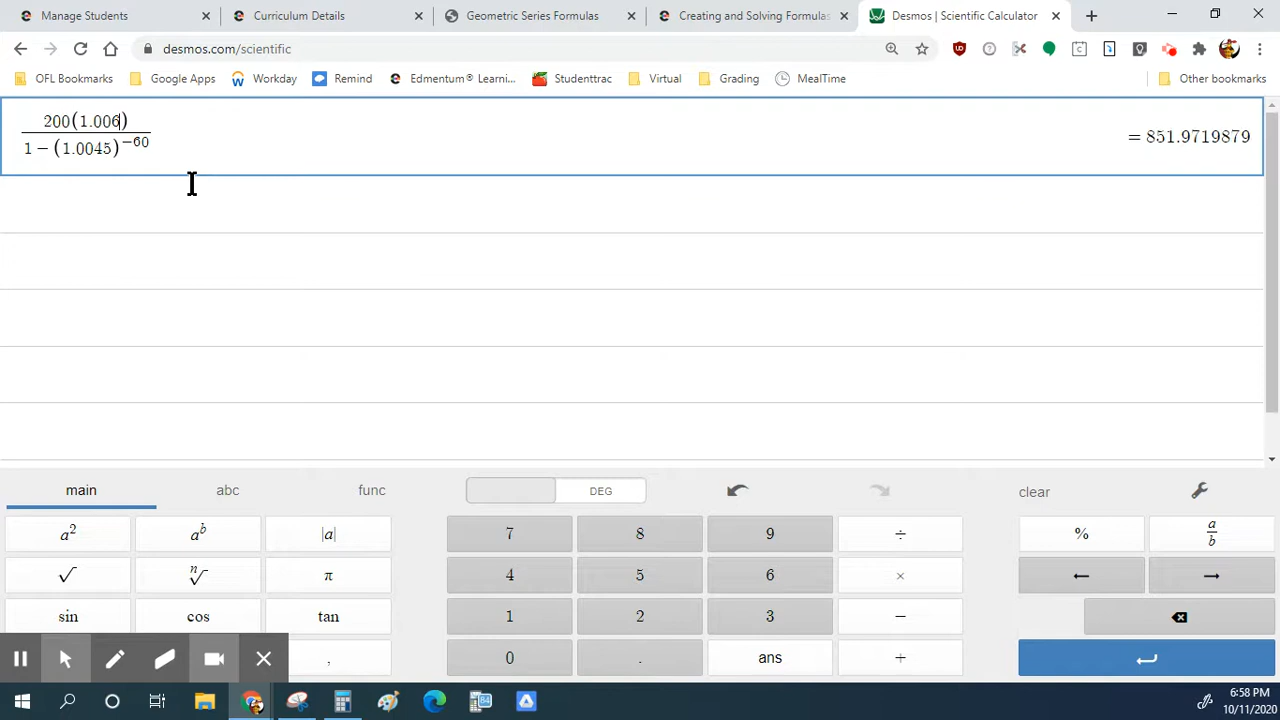 Manage Students
Curriculum Details
Geometric Series Formulas
Creating and Solving Formulas
Desmos | Scientific Calculator
desmos.com/scientific
OFL Bookmarks
Google Apps
Workday
Remind
Edmentum® Learni...
Studenttrac
Virtual
Grading
MealTime
Other bookmarks
200(1.006)
1 − (1.0045)^−60
= 851.9719879
main
abc
func
DEG
clear
a²
a^b
|a|
7
8
9
÷
%
a/b
√
ⁿ√
π
4
5
6
×
←
→
sin
cos
tan
1
2
3
−
,
0
.
ans
+
6:58 PM
10/11/2020